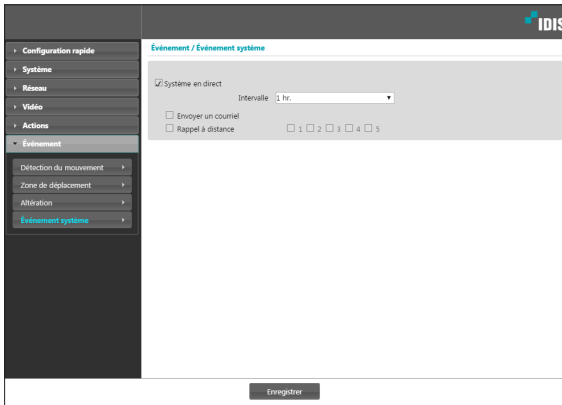 IDIS
Configuration rapide
Système
Réseau
Vidéo
Actions
Événement
Détection du mouvement
Zone de déplacement
Altération
Événement système
Événement / Événement système
Système en direct
Intervalle 1 hr.
Envoyer un courriel
Rappel à distance 1 2 3 4 5
Enregistrer